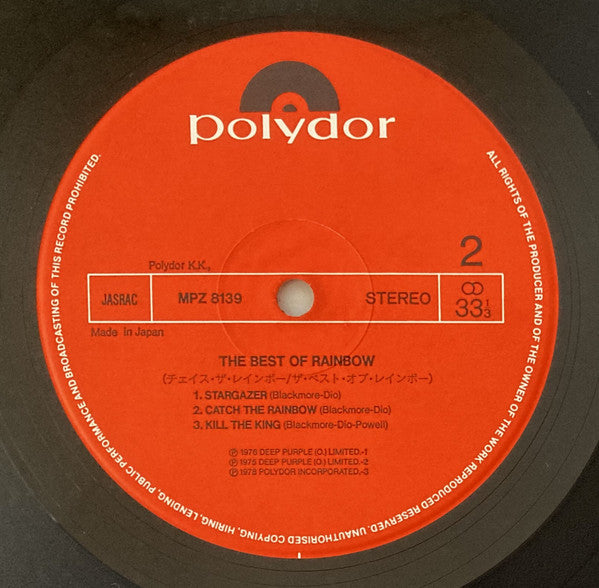 polydor
2
Polydor K.K.,
JASRAC
MPZ 8139
STEREO
33⅓
Made in Japan
THE BEST OF RAINBOW
(チェイス・ザ・レインボー/ザ・ベスト・オブ・レインボー)
1. STARGAZER (Blackmore-Dio)
2. CATCH THE RAINBOW (Blackmore-Dio)
3. KILL THE KING (Blackmore-Dio-Powell)
Ⓟ 1976 DEEP PURPLE (O.) LIMITED.-1
Ⓟ 1975 DEEP PURPLE (O.) LIMITED.-2
Ⓟ 1978 POLYDOR INCORPORATED.-3
ALL RIGHTS OF THE PRODUCER AND OF THE OWNER OF THE WORK REPRODUCED RESERVED. UNAUTHORISED COPYING, HIRING, LENDING, PUBLIC PERFORMANCE AND BROADCASTING OF THIS RECORD PROHIBITED.